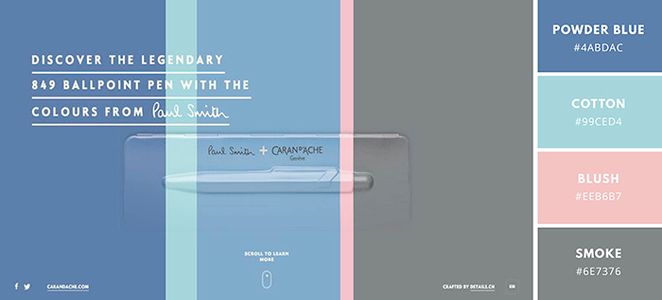 DISCOVER THE LEGENDARY
849 BALLPOINT PEN WITH THE
COLOURS FROM Paul Smith
Paul Smith + CARAN D'ACHE
Genève
SCROLL TO LEARN
MORE
CARANDACHE.COM
CRAFTED BY DETAILS.CH
EN
POWDER BLUE
#4ABDAC
COTTON
#99CED4
BLUSH
#EEB6B7
SMOKE
#6E7376